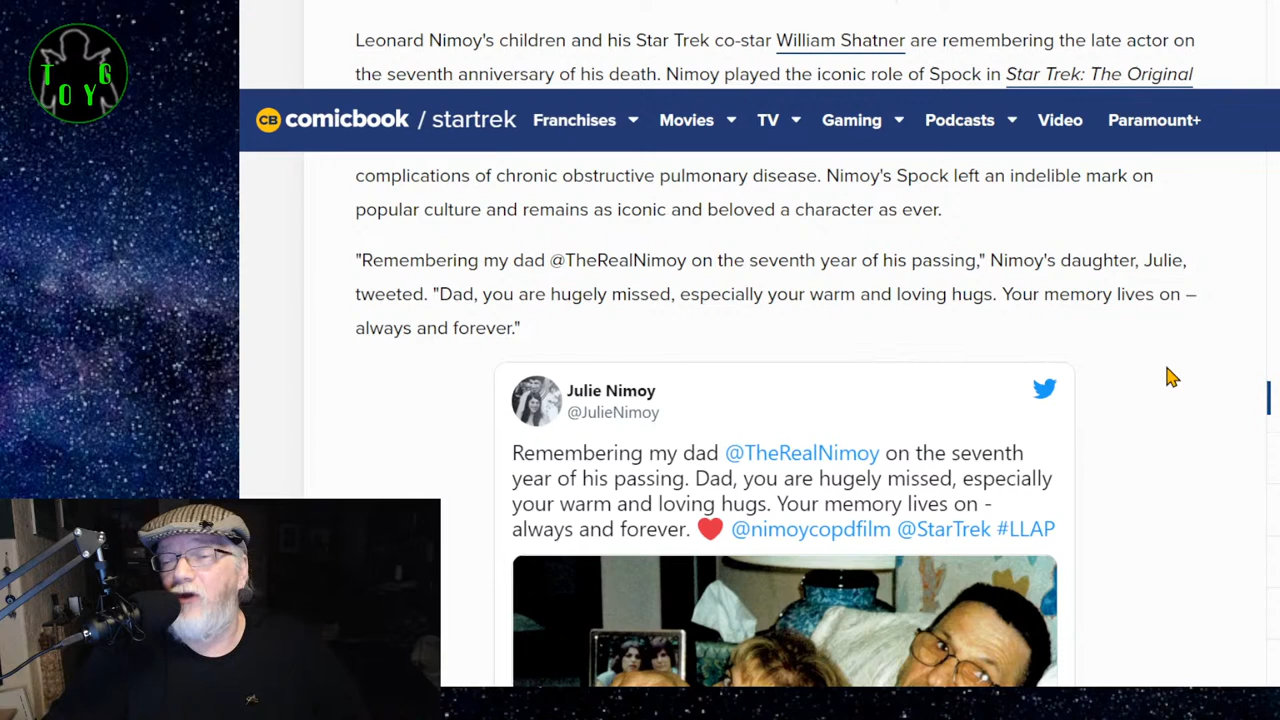 T G
O Y
Leonard Nimoy's children and his Star Trek co-star William Shatner are remembering the late actor on
the seventh anniversary of his death. Nimoy played the iconic role of Spock in Star Trek: The Original
CB comicbook / startrek Franchises Movies TV Gaming Podcasts Video Paramount+
complications of chronic obstructive pulmonary disease. Nimoy's Spock left an indelible mark on
popular culture and remains as iconic and beloved a character as ever.
"Remembering my dad @TheRealNimoy on the seventh year of his passing," Nimoy's daughter, Julie,
tweeted. "Dad, you are hugely missed, especially your warm and loving hugs. Your memory lives on –
always and forever."
Julie Nimoy
@JulieNimoy
Remembering my dad @TheRealNimoy on the seventh
year of his passing. Dad, you are hugely missed, especially
your warm and loving hugs. Your memory lives on -
always and forever. ❤️ @nimoycopdfilm @StarTrek #LLAP